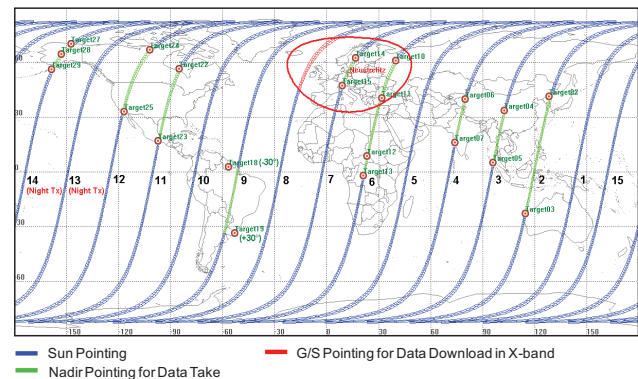 Target27
Target28
Target29
Target24
Target22
Target25
Target23
Target14
Target10
Neustrelitz
Target15
Target11
Target06
Target02
Target04
Target12
Target07
Target13
Target05
Target18 (-30°)
Target03
Target19
(+30°)
14 13 12 11 10 9 8 7 6 5 4 3 2 1 15
(Night Tx) (Night Tx)
60
30
0
-30
-60
-150 -120 -90 -60 -30 0 30 60 90 120 150
Sun Pointing
G/S Pointing for Data Download in X-band
Nadir Pointing for Data Take